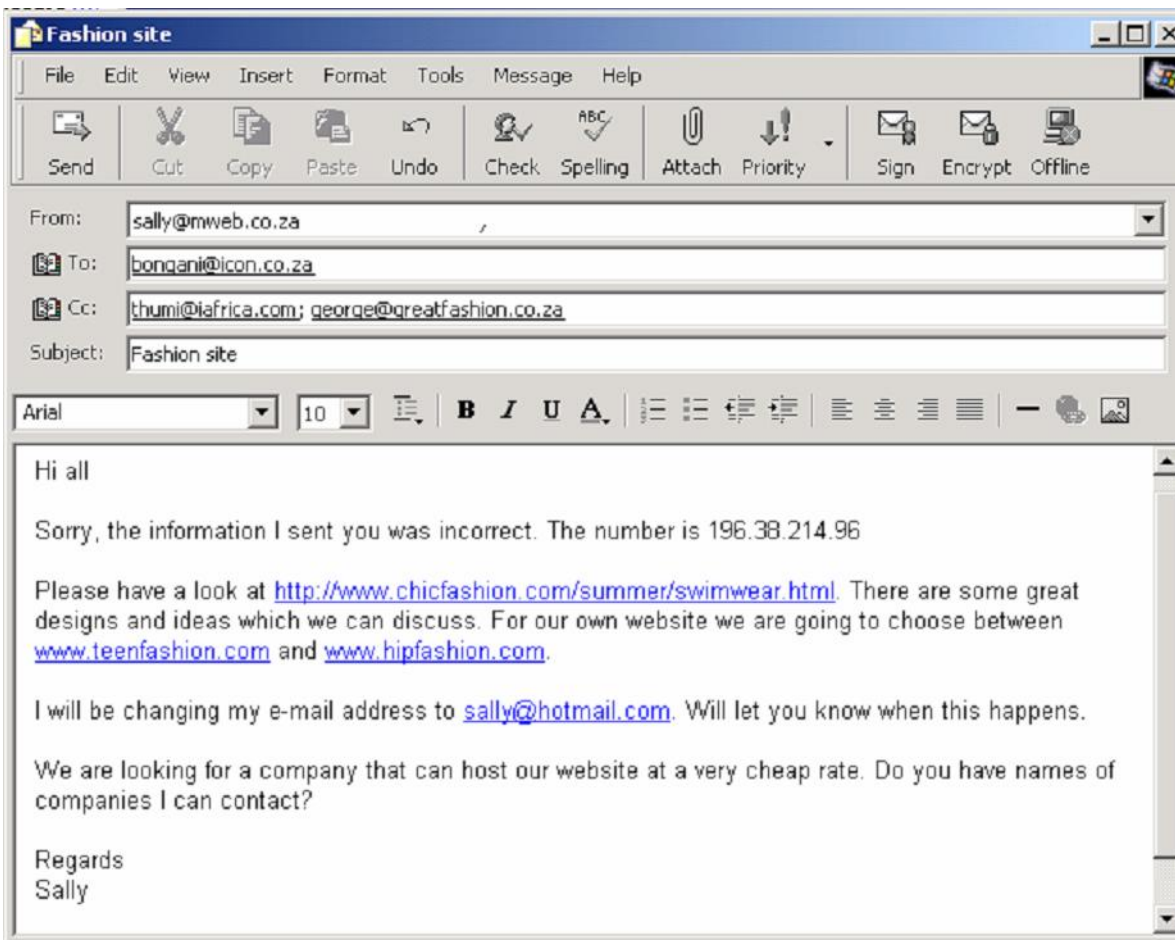 Fashion site
File Edit View Insert Format Tools Message Help
ABC
Send Cut Copy Paste Undo Check Spelling Attach Priority Sign Encrypt Offline
From: sally@mweb.co.za ,
To: bongani@icon.co.za
Cc: thumi@iafrica.com; george@greatfashion.co.za
Subject: Fashion site
Arial 10 B I U A
Hi all
Sorry, the information I sent you was incorrect. The number is 196.38.214.96
Please have a look at http://www.chicfashion.com/summer/swimwear.html. There are some great
designs and ideas which we can discuss. For our own website we are going to choose between
www.teenfashion.com and www.hipfashion.com.
I will be changing my e-mail address to sally@hotmail.com. Will let you know when this happens.
We are looking for a company that can host our website at a very cheap rate. Do you have names of
companies I can contact?
Regards
Sally